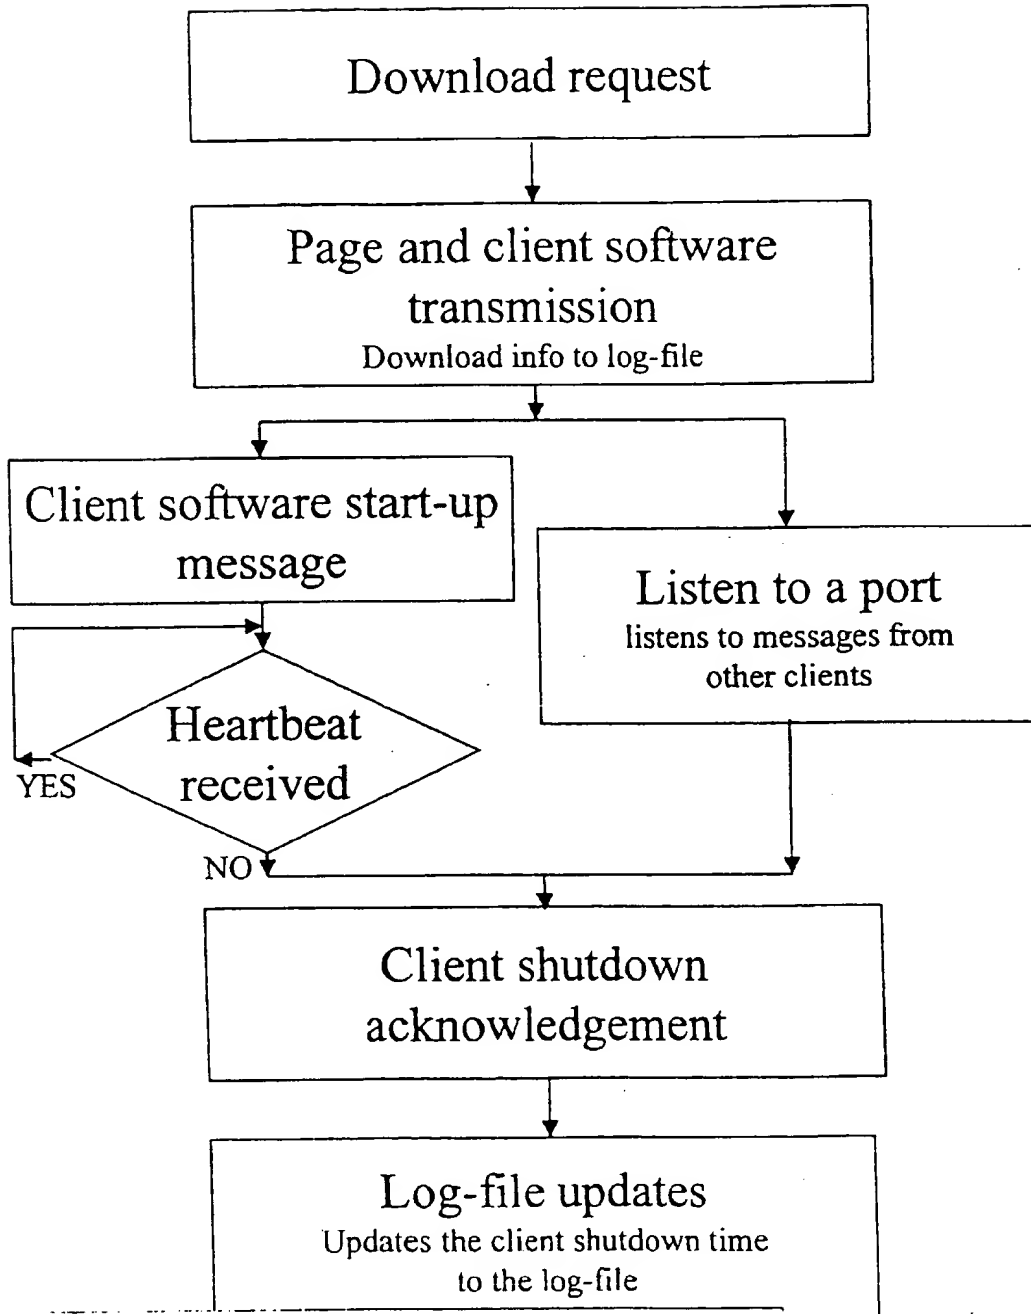 Download request
Page and client software
transmission
Download info to log-file
Client software start-up
message
Listen to a port
listens to messages from
other clients
Heartbeat
received
YES
NO
Client shutdown
acknowledgement
Log-file updates
Updates the client shutdown time
to the log-file